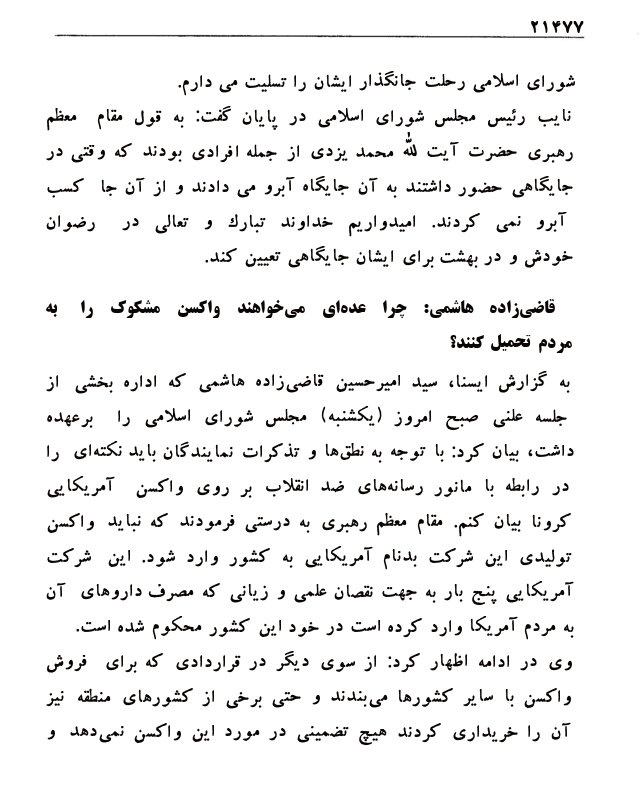 ۲۱۴۷۷
شورای اسلامی رحلت جانگذار ایشان را تسلیت می دارم.
نایب رئیس مجلس شورای اسلامی در پایان گفت: به قول مقام معظم
رهبری حضرت آیت الله محمد یزدی از جمله افرادی بودند که وقتی در
جایگاهی حضور داشتند به آن جایگاه آبرو می دادند و از آن جا کسب
آبرو نمی کردند. امیدواریم خداوند تبارك و تعالی در رضوان
خودش و در بهشت برای ایشان جایگاهی تعیین کند.
قاضی‌زاده هاشمی: چرا عده‌ای می‌خواهند واکسن مشکوک را به
مردم تحمیل کنند؟
به گزارش ایسنا، سید امیرحسین قاضی‌زاده هاشمی که اداره بخشی از
جلسه علنی صبح امروز (یکشنبه) مجلس شورای اسلامی را برعهده
داشت، بیان کرد: با توجه به نطق‌ها و تذکرات نمایندگان باید نکته‌ای را
در رابطه با مانور رسانه‌های ضد انقلاب بر روی واکسن آمریکایی
کرونا بیان کنم. مقام معظم رهبری به درستی فرمودند که نباید واکسن
تولیدی این شرکت بدنام آمریکایی به کشور وارد شود. این شرکت
آمریکایی پنج بار به جهت نقصان علمی و زیانی که مصرف داروهای آن
به مردم آمریکا وارد کرده است در خود این کشور محکوم شده است.
وی در ادامه اظهار کرد: از سوی دیگر در قراردادی که برای فروش
واکسن با سایر کشورها می‌بندند و حتی برخی از کشورهای منطقه نیز
آن را خریداری کردند هیچ تضمینی در مورد این واکسن نمی‌دهد و